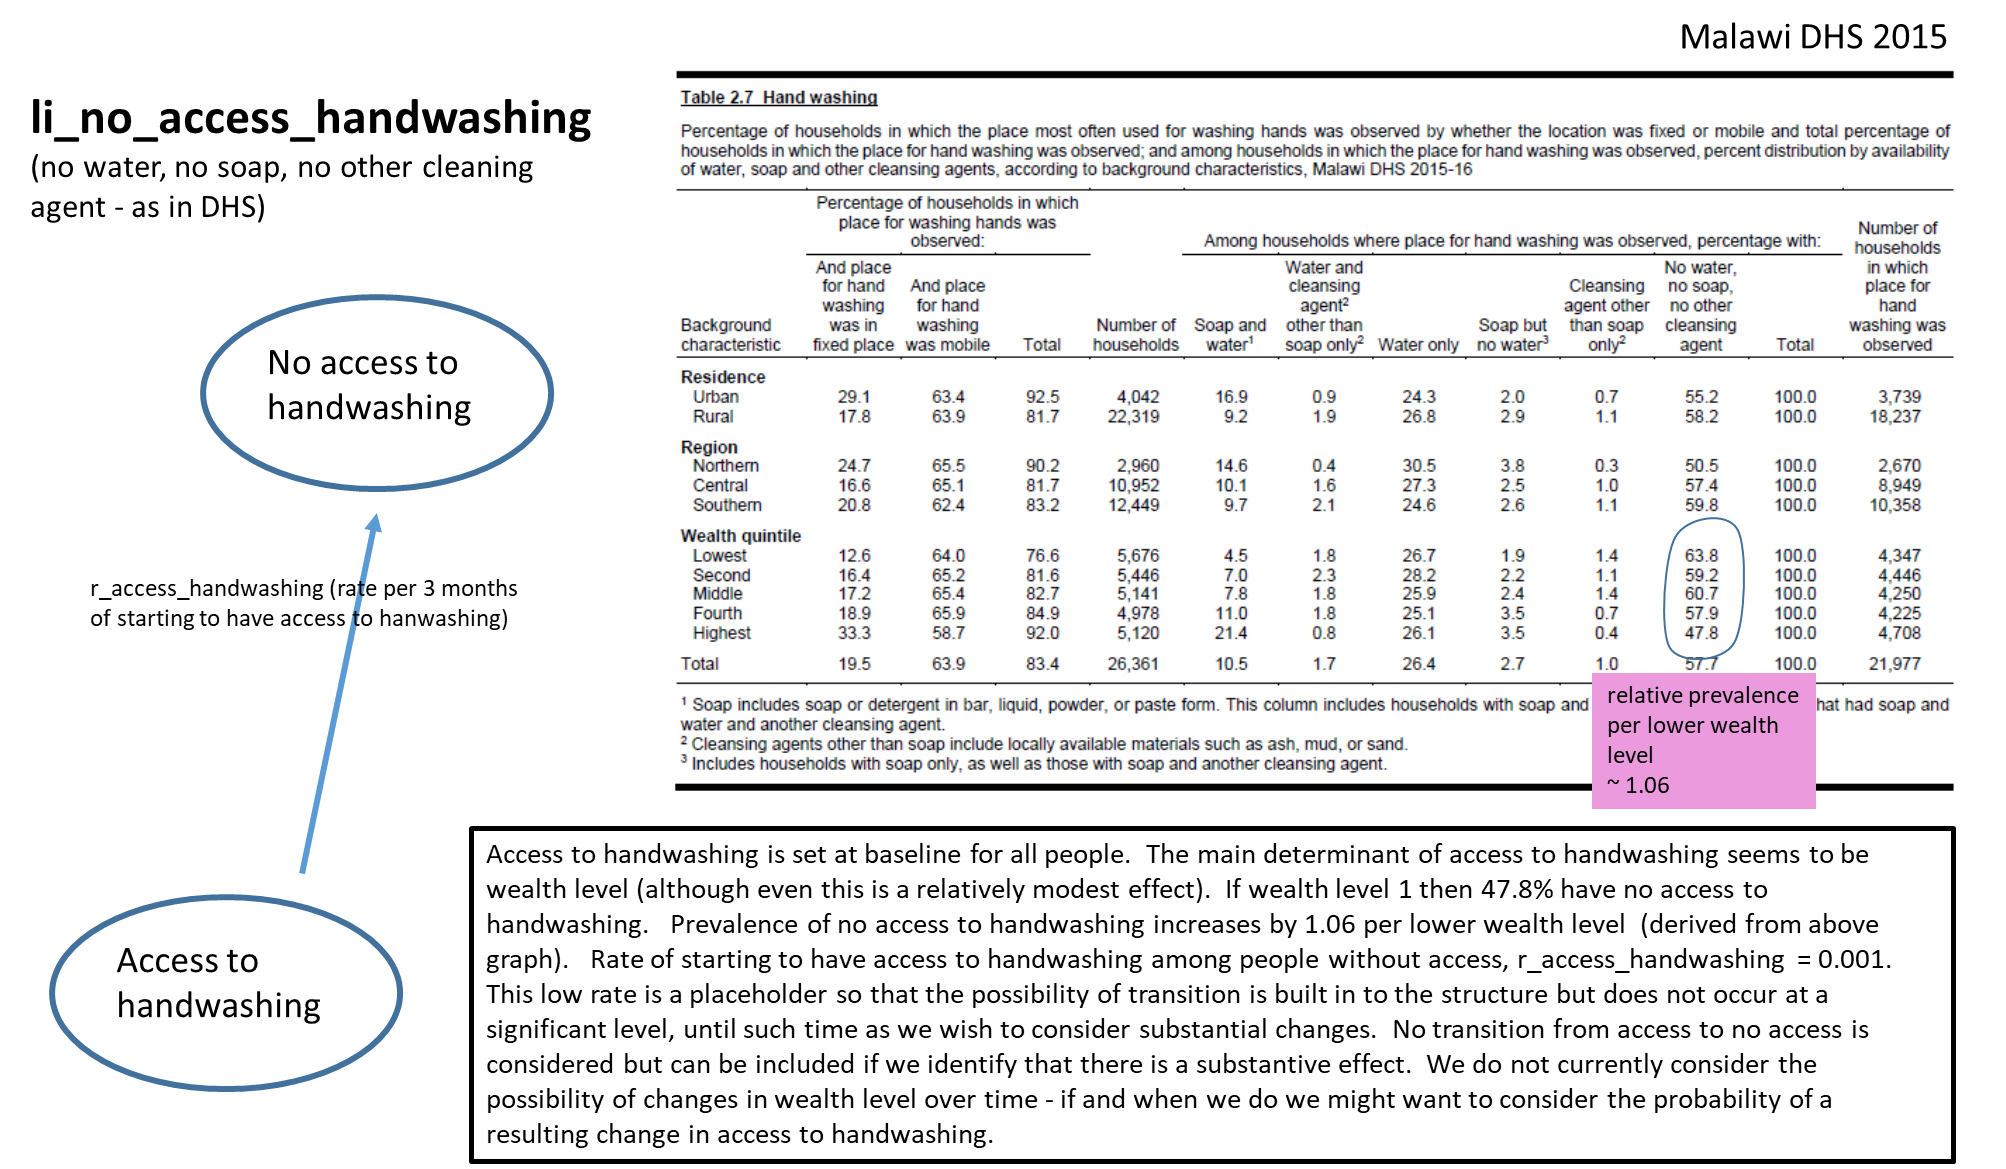 Malawi DHS 2015
li_no_access_handwashing
(no water, no soap, no other cleaning
agent - as in DHS)
No access to
handwashing
r_access_handwashing (rate per 3 months
of starting to have access to hanwashing)
Access to
handwashing
Table 2.7 Hand washing
Percentage of households in which the place most often used for washing hands was observed by whether the location was fixed or mobile and total percentage of
households in which the place for hand washing was observed; and among households in which the place for hand washing was observed, percent distribution by availability
of water, soap and other cleansing agents, according to background characteristics, Malawi DHS 2015-16
Percentage of households in which
place for washing hands was
observed:
Among households where place for hand washing was observed, percentage with:
Background
characteristic
And place
for hand
washing
was in
fixed place
And place
for hand
washing
was mobile
Total
Number of
households
Soap and
water¹
Water and
cleansing
agent²
other than
soap only²
Water only
Soap but
no water³
Cleansing
agent other
than soap
only²
No water,
no soap,
no other
cleansing
agent
Total
Number of
households
in which
place for
hand
washing was
observed
Residence
Urban 29.1 63.4 92.5 4,042 16.9 0.9 24.3 2.0 0.7 55.2 100.0 3,739
Rural 17.8 63.9 81.7 22,319 9.2 1.9 26.8 2.9 1.1 58.2 100.0 18,237
Region
Northern 24.7 65.5 90.2 2,960 14.6 0.4 30.5 3.8 0.3 50.5 100.0 2,670
Central 16.6 65.1 81.7 10,952 10.1 1.6 27.3 2.5 1.0 57.4 100.0 8,949
Southern 20.8 62.4 83.2 12,449 9.7 2.1 24.6 2.6 1.1 59.8 100.0 10,358
Wealth quintile
Lowest 12.6 64.0 76.6 5,676 4.5 1.8 26.7 1.9 1.4 63.8 100.0 4,347
Second 16.4 65.2 81.6 5,446 7.0 2.3 28.2 2.2 1.1 59.2 100.0 4,446
Middle 17.2 65.4 82.7 5,141 7.8 1.8 25.9 2.4 1.4 60.7 100.0 4,250
Fourth 18.9 65.9 84.9 4,978 11.0 1.8 25.1 3.5 0.7 57.9 100.0 4,225
Highest 33.3 58.7 92.0 5,120 21.4 0.8 26.1 3.5 0.4 47.8 100.0 4,708
Total 19.5 63.9 83.4 26,361 10.5 1.7 26.4 2.7 1.0 57.7 100.0 21,977
¹ Soap includes soap or detergent in bar, liquid, powder, or paste form. This column includes households with soap and hat had soap and
water and another cleansing agent.
² Cleansing agents other than soap include locally available materials such as ash, mud, or sand.
³ Includes households with soap only, as well as those with soap and another cleansing agent.
relative prevalence
per lower wealth
level
~ 1.06
Access to handwashing is set at baseline for all people. The main determinant of access to handwashing seems to be
wealth level (although even this is a relatively modest effect). If wealth level 1 then 47.8% have no access to
handwashing. Prevalence of no access to handwashing increases by 1.06 per lower wealth level (derived from above
graph). Rate of starting to have access to handwashing among people without access, r_access_handwashing = 0.001.
This low rate is a placeholder so that the possibility of transition is built in to the structure but does not occur at a
significant level, until such time as we wish to consider substantial changes. No transition from access to no access is
considered but can be included if we identify that there is a substantive effect. We do not currently consider the
possibility of changes in wealth level over time - if and when we do we might want to consider the probability of a
resulting change in access to handwashing.